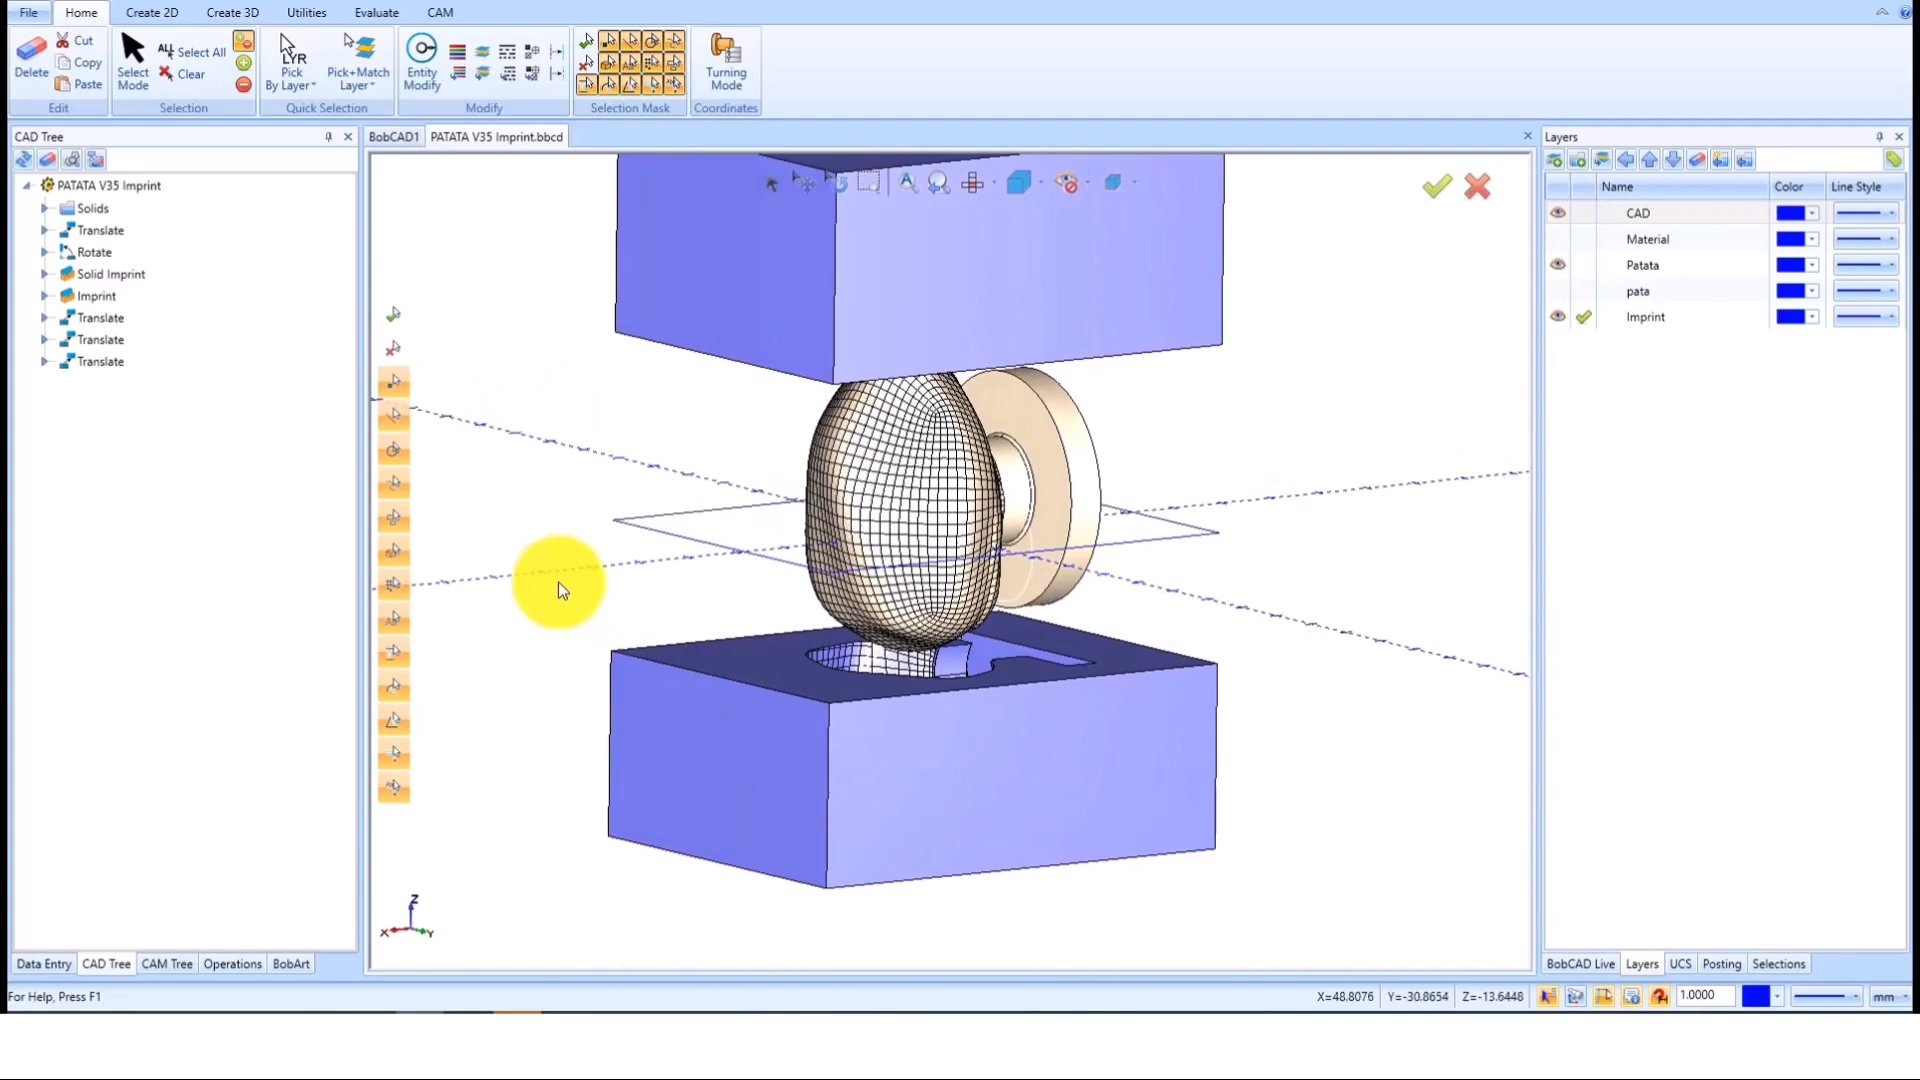 File Home Create 2D Create 3D Utilities Evaluate CAM
Delete Cut Copy Paste Edit
Select Mode ALL Select All Clear Selection
LYR Pick By Layer Pick+Match Layer Quick Selection
Entity Modify Modify
Selection Mask
Turning Mode Coordinates
CAD Tree
BobCAD1 PATATA V35 Imprint.bbcd
Layers
PATATA V35 Imprint
Solids
Translate
Rotate
Solid Imprint
Imprint
Translate
Translate
Translate
Name Color Line Style
CAD
Material
Patata
pata
Imprint
Z
X Y
Data Entry CAD Tree CAM Tree Operations BobArt
BobCAD Live Layers UCS Posting Selections
For Help, Press F1
X=48.8076 Y=-30.8654 Z=-13.6448 1.0000 mm